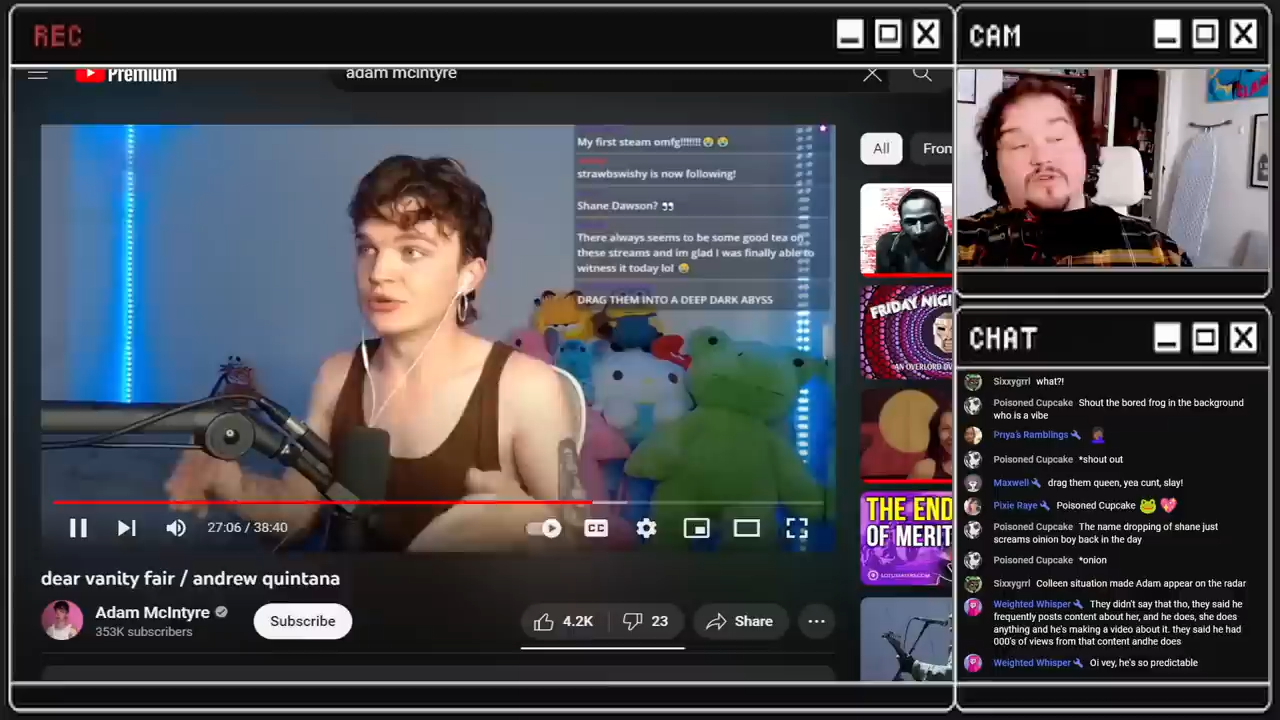 REC
Premium
adam mcintyre
My first steam omfg!!!!!!! 😭 😭
strawbswishy is now following!
Shane Dawson? 👀
There always seems to be some good tea on
these streams and im glad I was finally able to
witness it today lol 😭
DRAG THEM INTO A DEEP DARK ABYSS
27:06 / 38:40
CC
dear vanity fair / andrew quintana
Adam McIntyre
353K subscribers
Subscribe
4.2K
23
Share
All
From
FRIDAY NIG
AN OVERLORD DV
THE END
OF MERIT
CAM
CHAT
Sixxygrrl what?!
Poisoned Cupcake Shout the bored frog in the background
who is a vibe
Priya's Ramblings
Poisoned Cupcake *shout out
Maxwell drag them queen, yea cunt, slay!
Pixie Raye Poisoned Cupcake 🐸 💖
Poisoned Cupcake The name dropping of shane just
screams oinion boy back in the day
Poisoned Cupcake *onion
Sixxygrrl Colleen situation made Adam appear on the radar
Weighted Whisper They didn't say that tho, they said he
frequently posts content about her, and he does, she does
anything and he's making a video about it. they said he had
000's of views from that content andhe does
Weighted Whisper Oi vey, he's so predictable